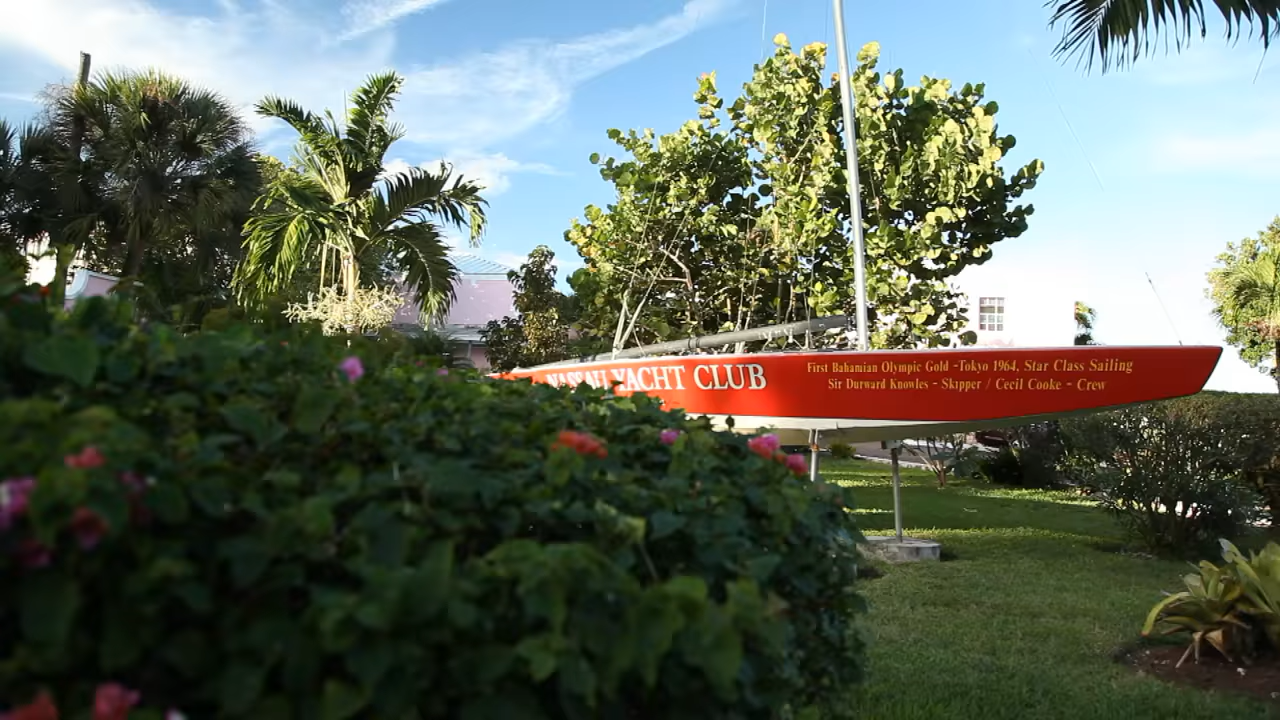 NASSAU YACHT CLUB
First Bahamian Olympic Gold - Tokyo 1964, Star Class Sailing
Sir Durward Knowles - Skipper / Cecil Cooke - Crew